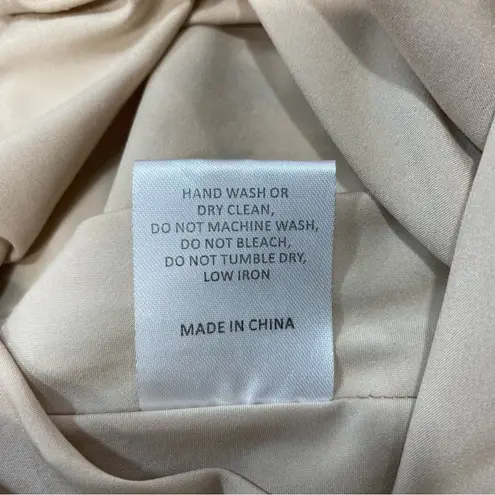 HAND WASH OR
DRY CLEAN,
DO NOT MACHINE WASH,
DO NOT BLEACH,
DO NOT TUMBLE DRY,
LOW IRON
MADE IN CHINA